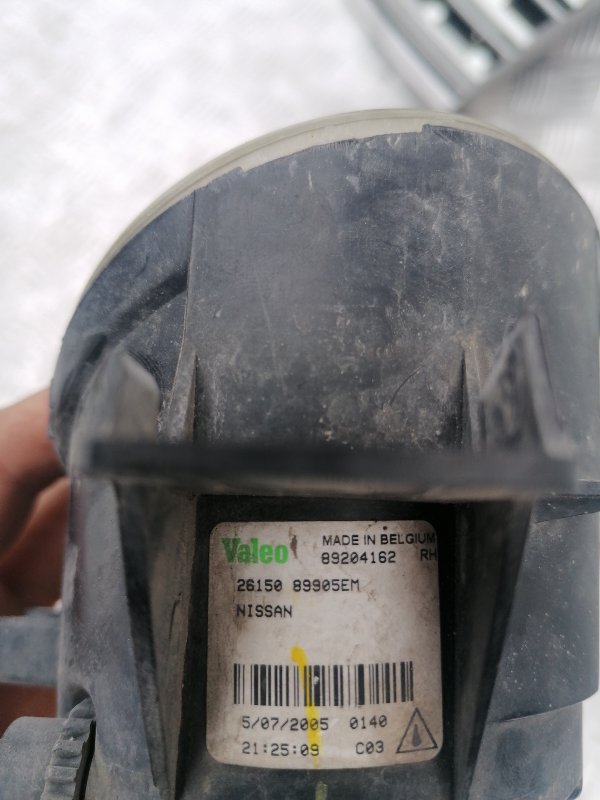 Valeo MADE IN BELGIUM
89204162 RH
26150 89905EM
NISSAN
5/07/2005 0140
21:25:09 C03